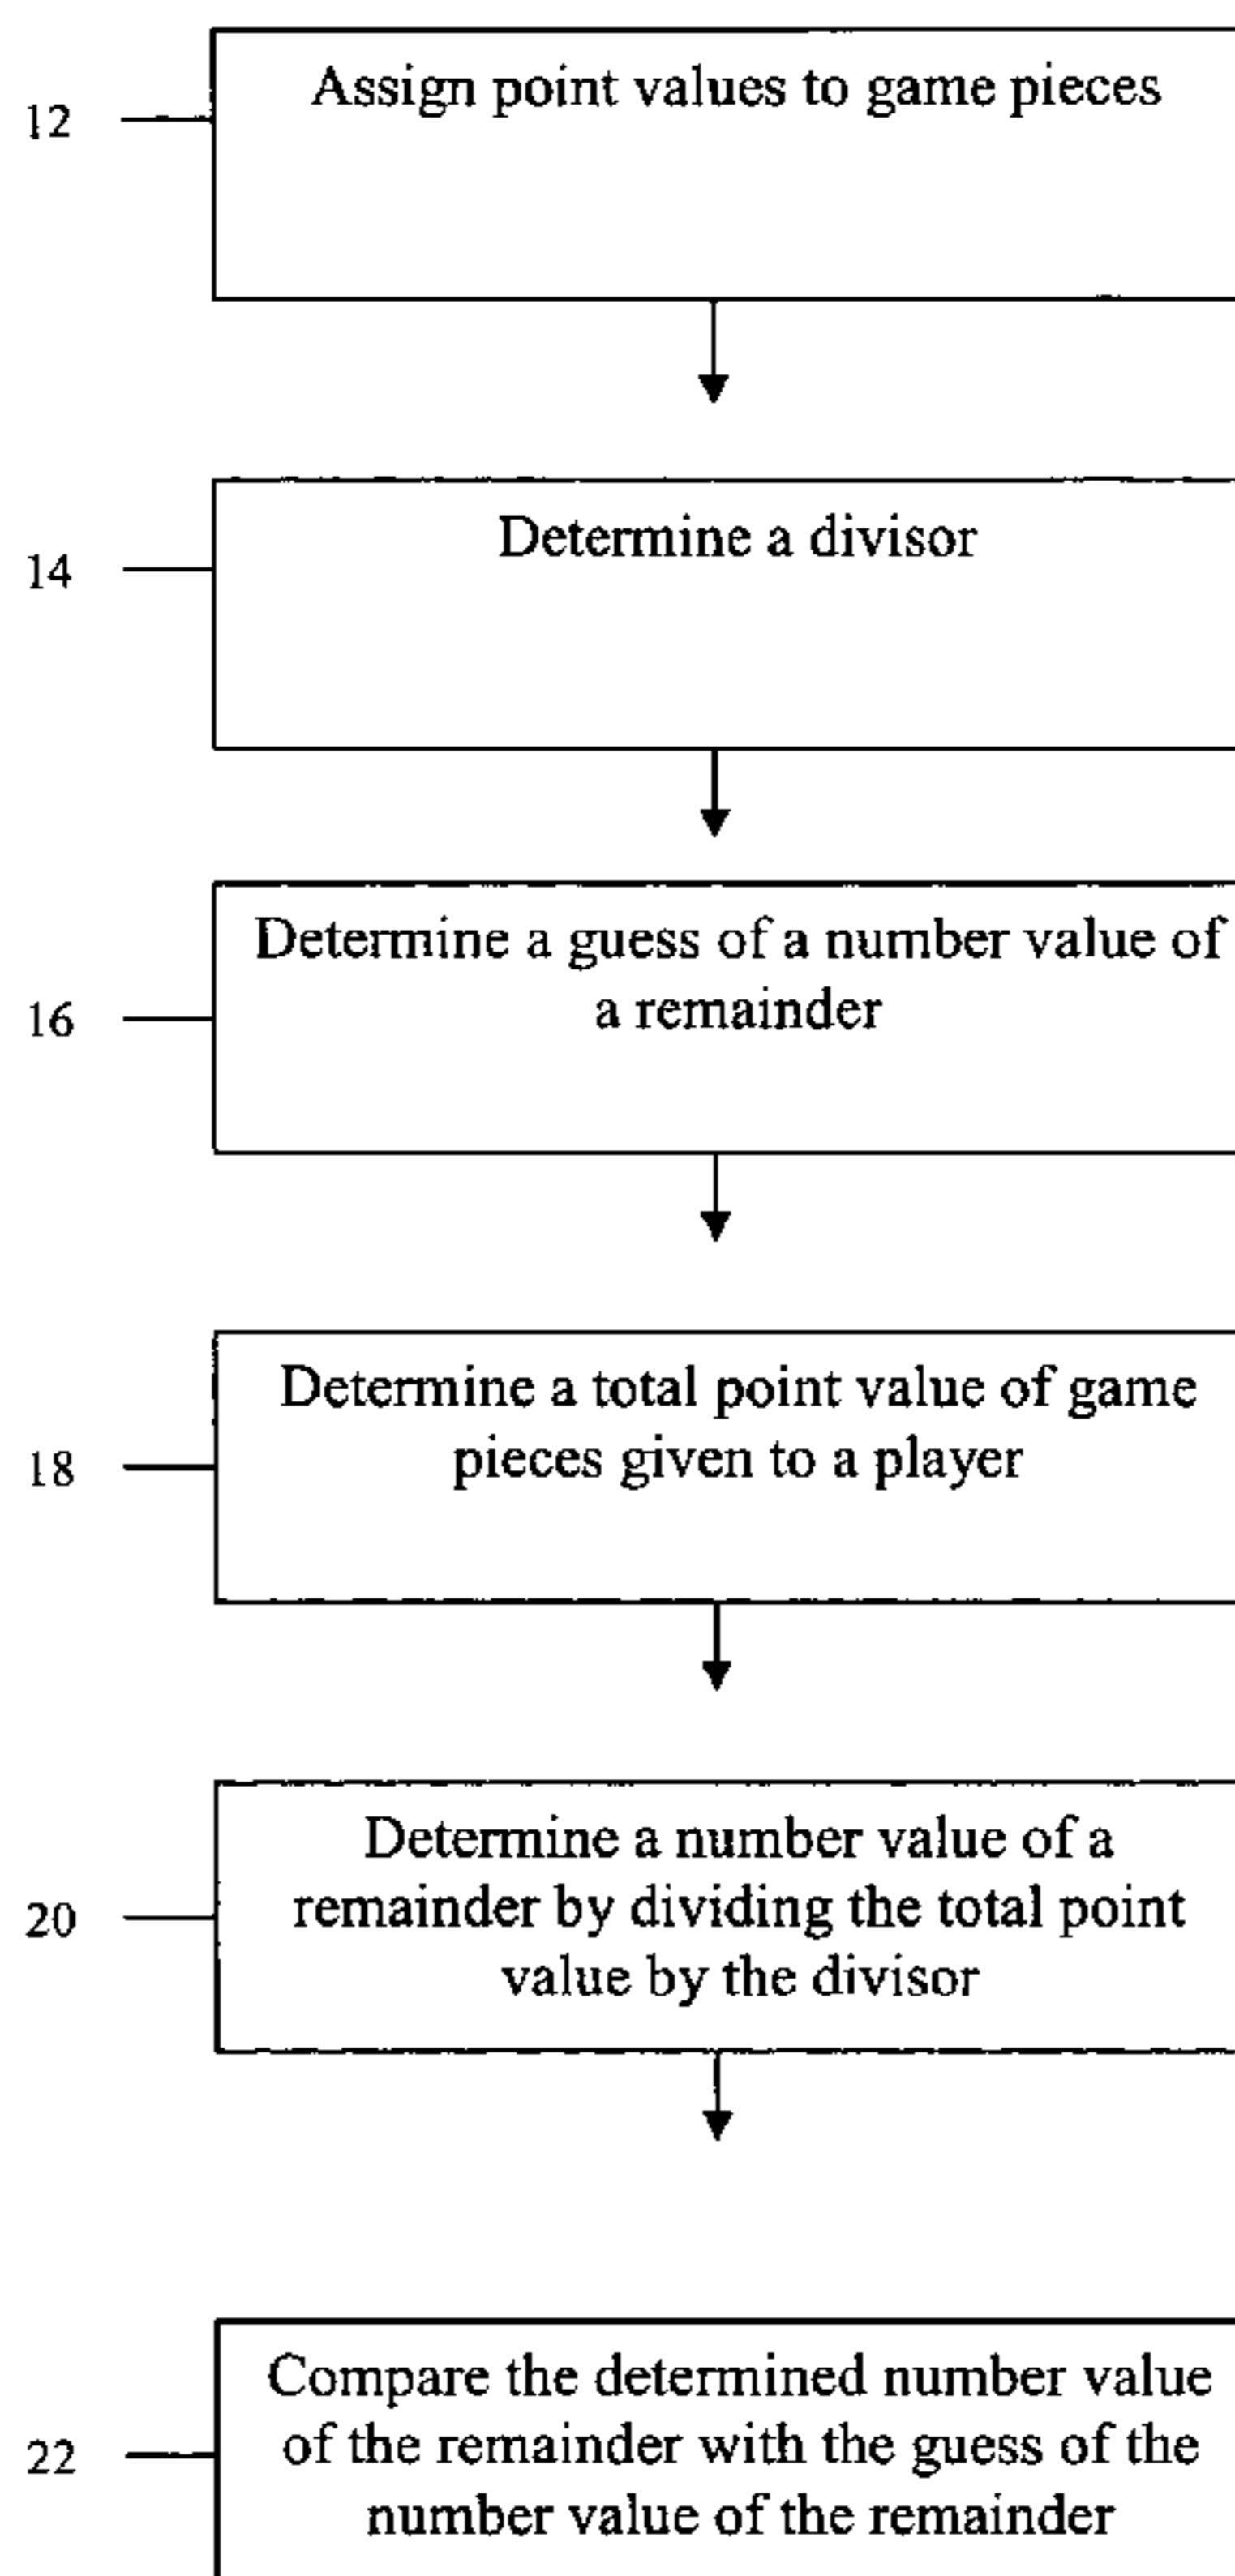 12
Assign point values to game pieces
14
Determine a divisor
16
Determine a guess of a number value of
a remainder
18
Determine a total point value of game
pieces given to a player
20
Determine a number value of a
remainder by dividing the total point
value by the divisor
22
Compare the determined number value
of the remainder with the guess of the
number value of the remainder